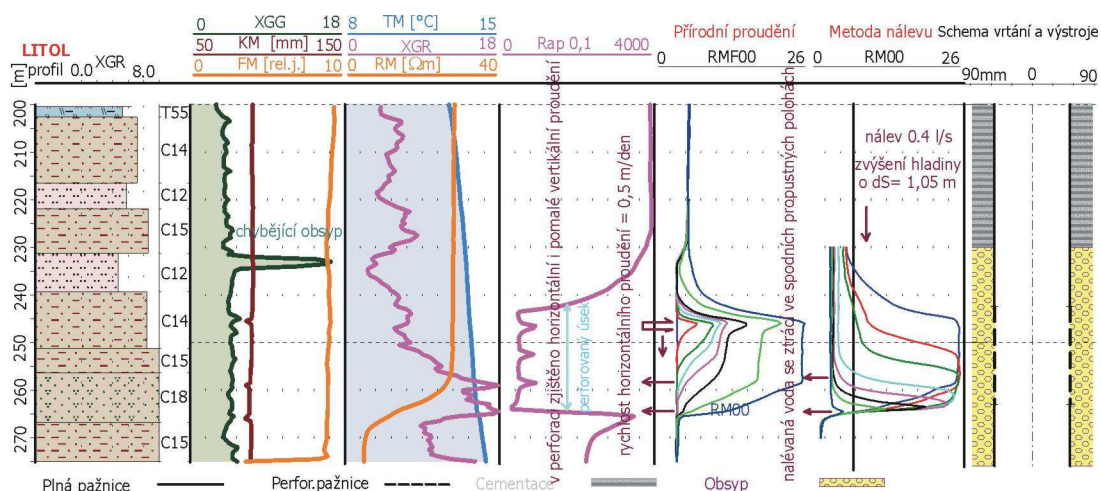 0 XGG 18
8 TM [°C] 15
50 KM [mm] 150
0 XGR 18
0 Rap 0,1 4000
Přírodní proudění
Metoda nálevu
Schema vrtání a výstroje
LITOL
XGR
0 FM [rel.j.] 10
0 RM [Ωm] 40
RMF00
0 26
RM00
0 26
[m]
profil 0.0 8.0
90mm 0 90
200
210
220
230
240
250
260
270
T55
C14
C12
C15
C12
C14
C15
C18
C15
chybějící obsyp
perforovaný úsek
v perforaci zjištěno horizontální i pomalé vertikální proudění
rychlost horizontálního proudění = 0,5 m/den
RM00
nalévaná voda se ztrácí ve spodních propustných polohách
nálev 0.4 l/s
zvýšení hladiny
o dS= 1,05 m
Plná pažnice
Perfor.pažnice
Cementace
Obsyp